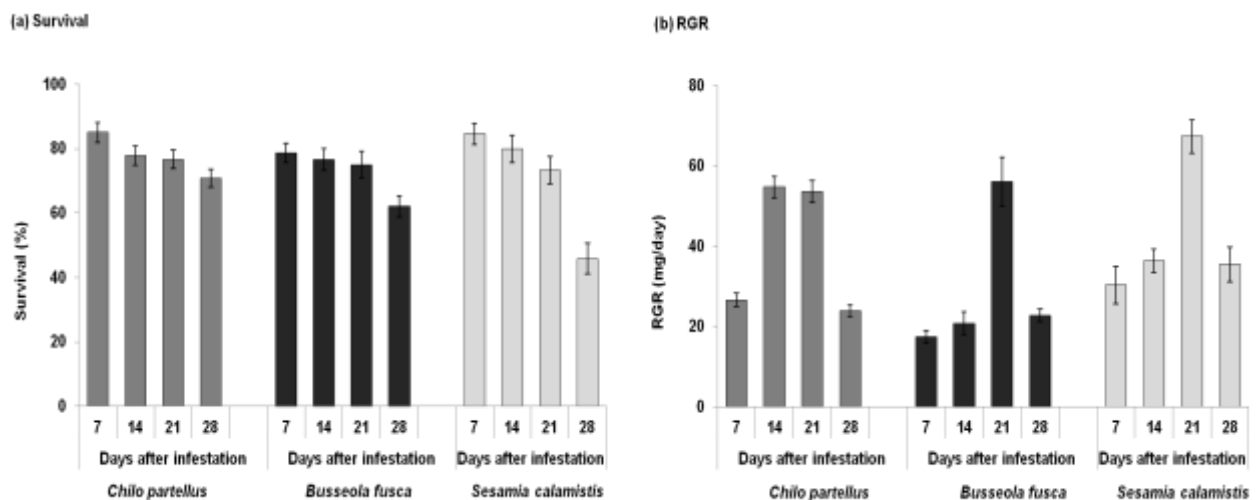 (a) Survival
(b) RGR
100
80
60
40
20
0
Survival (%)
7 14 21 28 7 14 21 28 7 14 21 28
Days after infestation Days after infestation Days after infestation
Chilo partellus Busseola fusca Sesamia calamistis
80
60
40
20
0
RGR (mg/day)
7 14 21 28 7 14 21 28 7 14 21 28
Days after infestation Days after infestation Days after infestation
Chilo partellus Busseola fusca Sesamia calamistis